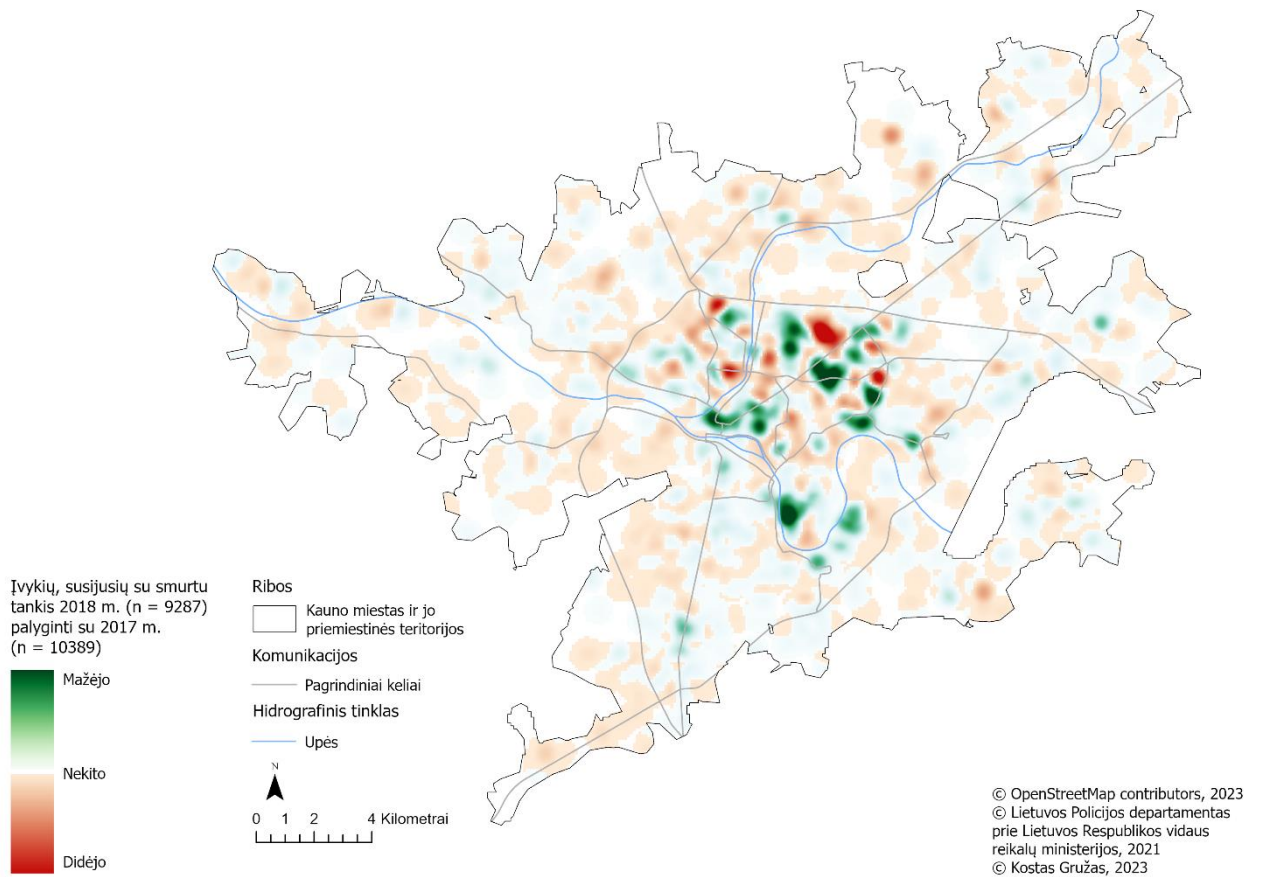 Įvykių, susijusių su smurtu
tankis 2018 m. (n = 9287)
palyginti su 2017 m.
(n = 10389)
Mažėjo
Nekito
Didėjo
Ribos
Kauno miestas ir jo
priemiestinės teritorijos
Komunikacijos
Pagrindiniai keliai
Hidrografinis tinklas
Upės
N
0 1 2 4 Kilometrai
© OpenStreetMap contributors, 2023
© Lietuvos Policijos departamentas
prie Lietuvos Respublikos vidaus
reikalų ministerijos, 2021
© Kostas Gružas, 2023